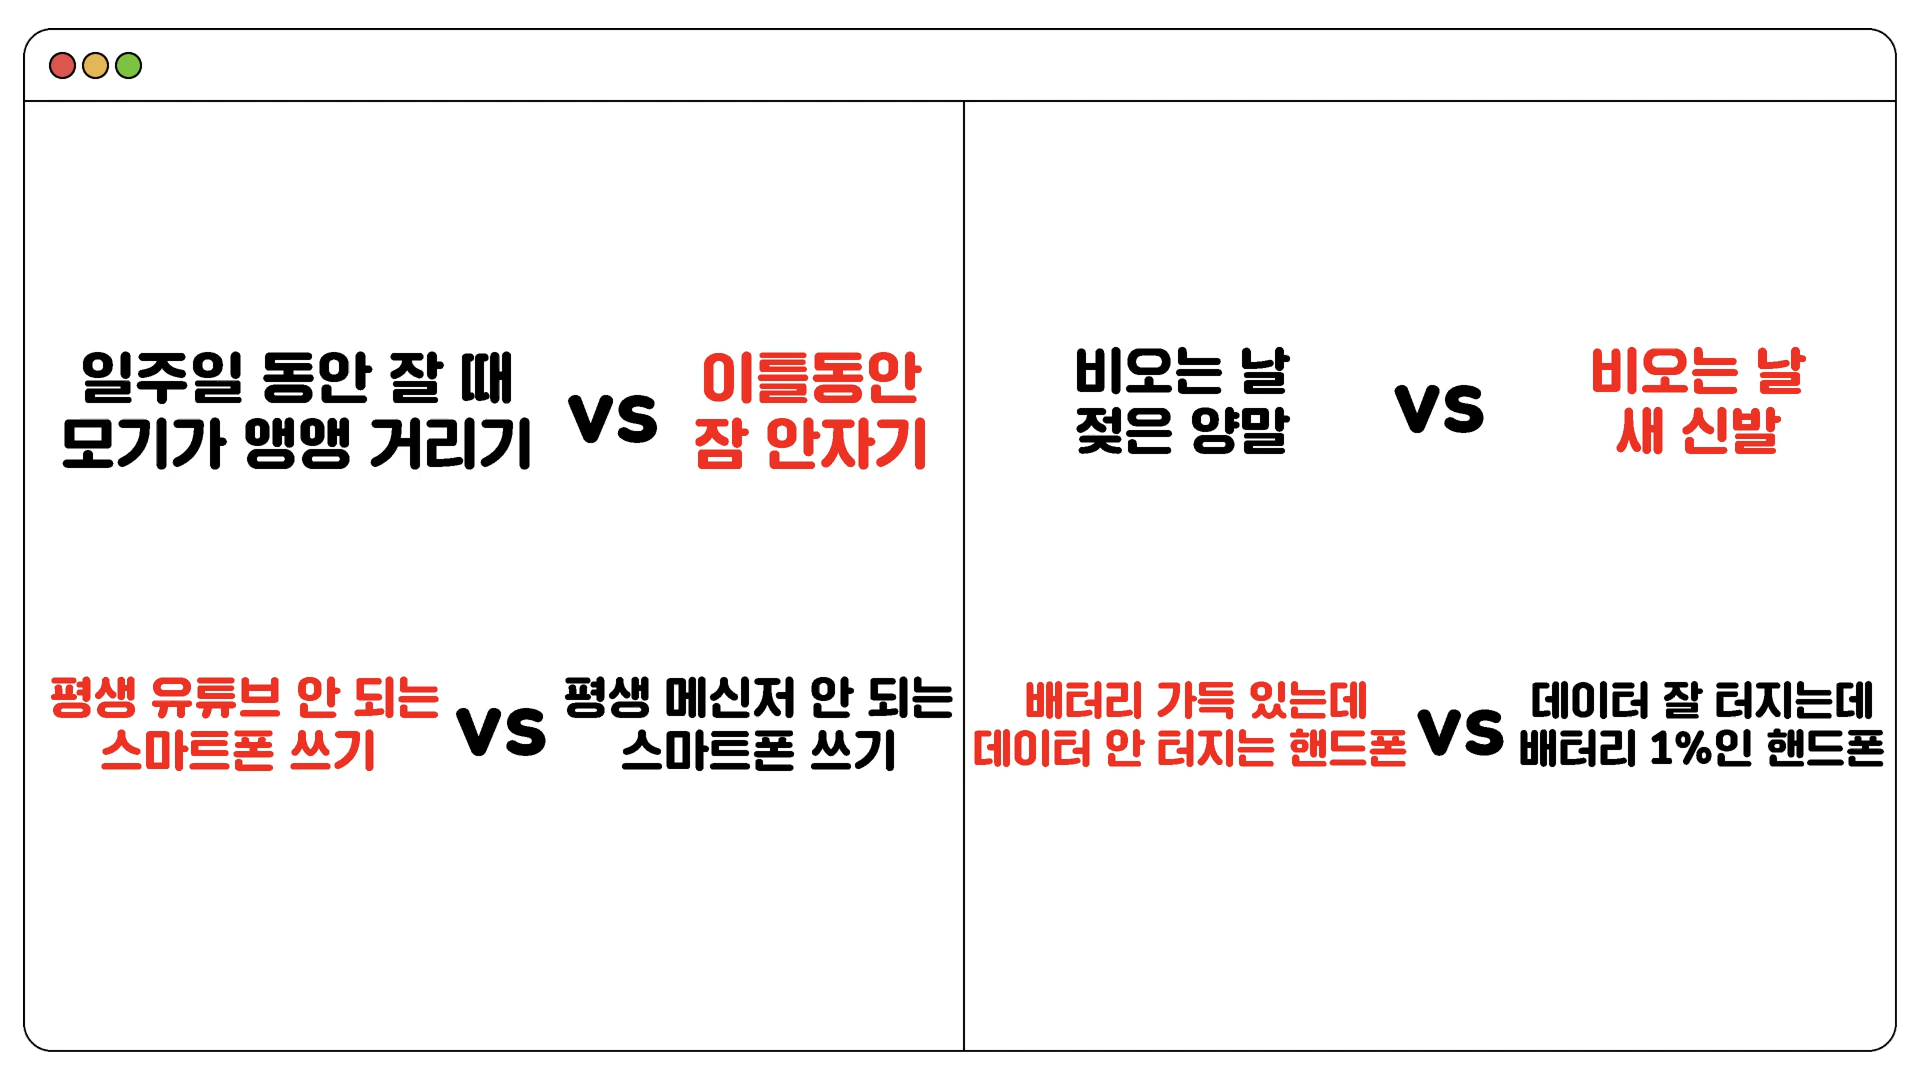 일주일 동안 잘 때
모기가 앵앵 거리기
vs
이틀동안
잠 안자기
평생 유튜브 안 되는
스마트폰 쓰기
vs
평생 메신저 안 되는
스마트폰 쓰기
비오는 날
젖은 양말
vs
비오는 날
새 신발
배터리 가득 있는데
데이터 안 터지는 핸드폰
vs
데이터 잘 터지는데
배터리 1%인 핸드폰